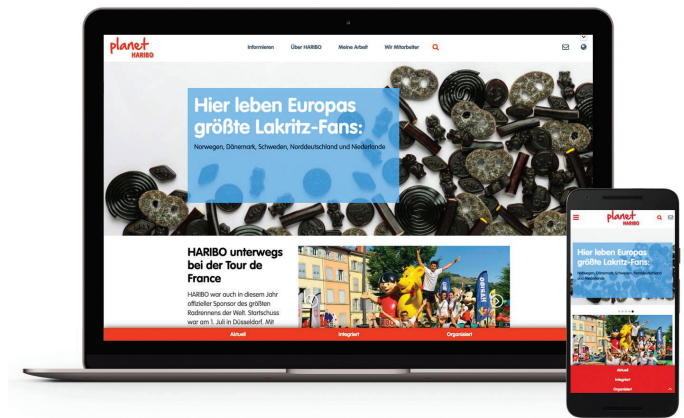 planet
HARIBO
Informieren Über HARIBO Meine Arbeit Wir Mitarbeiter
Hier leben Europas
größte Lakritz-Fans:
Norwegen, Dänemark, Schweden, Norddeutschland und Niederlande
HARIBO unterwegs
bei der Tour de
France
HARIBO war auch in diesem Jahr
offizieller Sponsor des größten
Radrennens der Welt. Startschuss
war am 1. Juli in Düsseldorf. Mit
Aktuell Integriert Organisiert
planet
HARIBO
Hier leben Europas
größte Lakritz-Fans:
Norwegen, Dänemark, Schweden, Norddeutschland
und Niederlande
Aktuell
Integriert
Organisiert